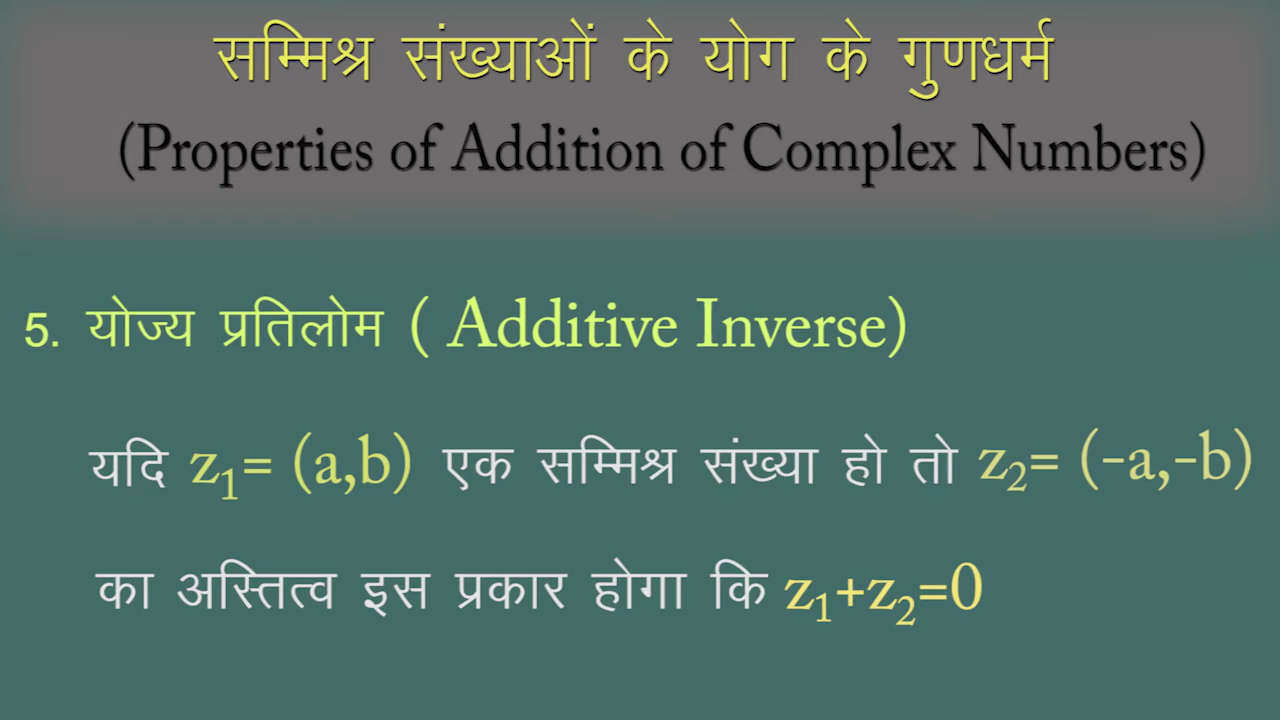 सम्मिश्र संख्याओं के योग के गुणधर्म
(Properties of Addition of Complex Numbers)
5. योज्य प्रतिलोम ( Additive Inverse)
यदि z₁= (a,b) एक सम्मिश्र संख्या हो तो z₂= (-a,-b)
का अस्तित्व इस प्रकार होगा कि z₁+z₂=0